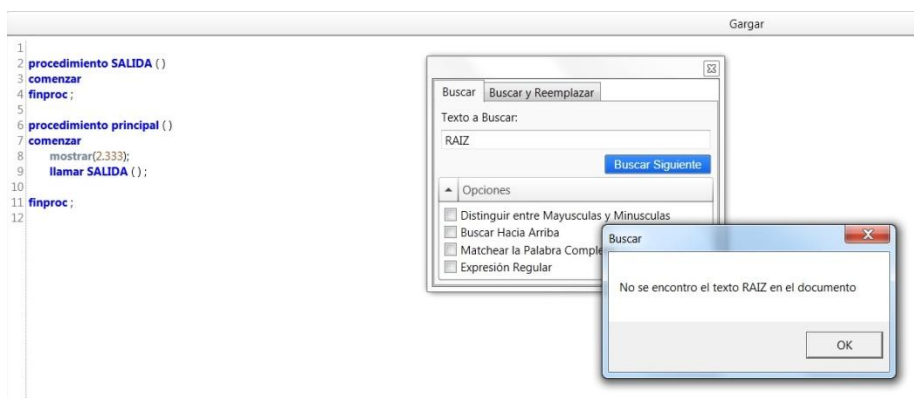 Gargar
1
2 procedimiento SALIDA ( )
3 comenzar
4 finproc ;
5
6 procedimiento principal ( )
7 comenzar
8 mostrar(2.333);
9 llamar SALIDA ( ) ;
10
11 finproc ;
12
Buscar Buscar y Reemplazar
Texto a Buscar:
RAIZ
Buscar Siguiente
Opciones
Distinguir entre Mayusculas y Minusculas
Buscar Hacia Arriba
Matchear la Palabra Comple
Expresión Regular
Buscar
No se encontro el texto RAIZ en el documento
OK